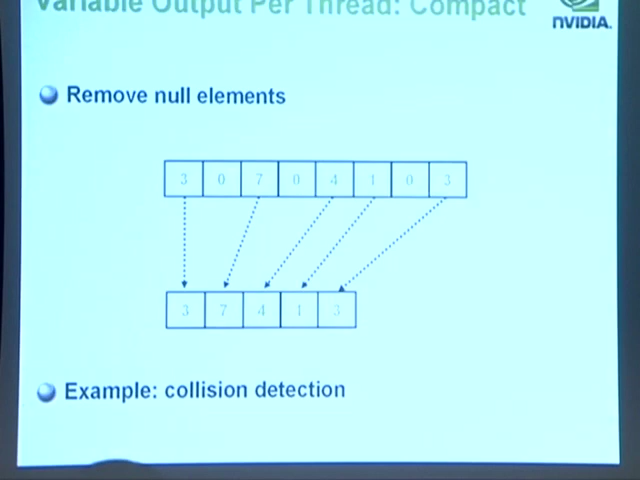 Variable Output Per Thread: Compact
NVIDIA.
Remove null elements
3 0 7 0 4 1 0 3
3 7 4 1 3
Example: collision detection